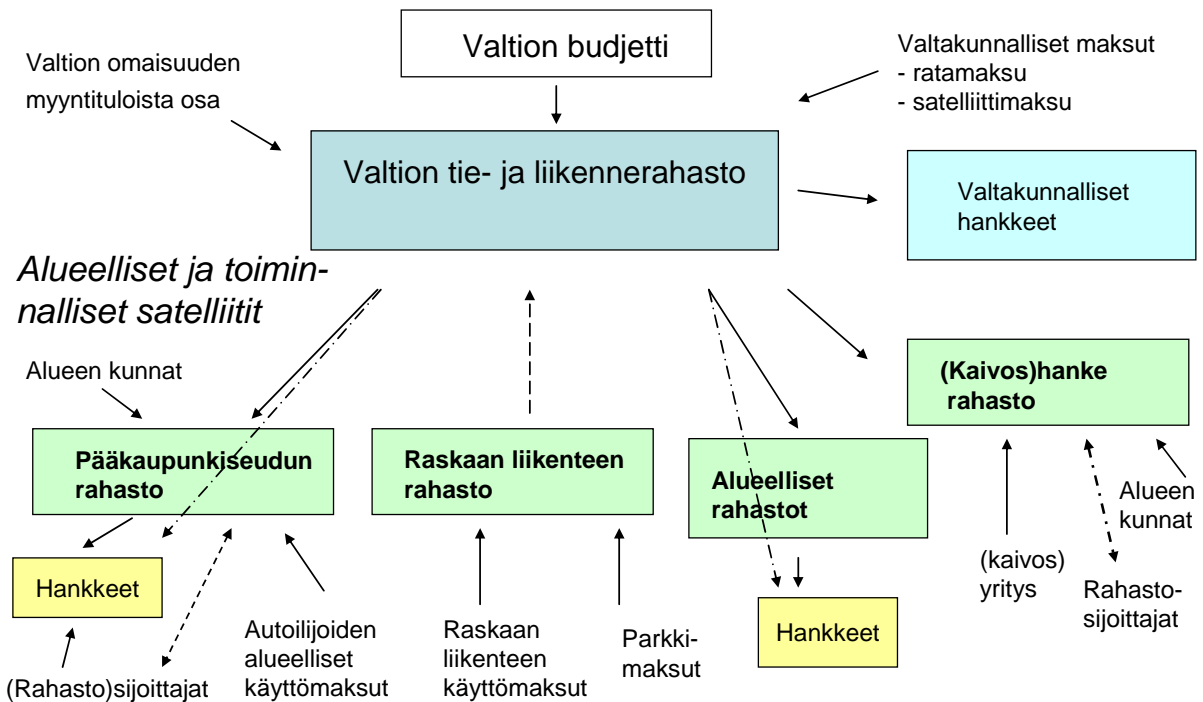 Valtion budjetti
Valtion omaisuuden
myyntituloista osa
Valtakunnalliset maksut
- ratamaksu
- satelliittimaksu
Valtion tie- ja liikennerahasto
Valtakunnalliset
hankkeet
Alueelliset ja toimin-
nalliset satelliitit
Alueen kunnat
(Kaivos)hanke
rahasto
Pääkaupunkiseudun
rahasto
Raskaan liikenteen
rahasto
Alueelliset
rahastot
Alueen
kunnat
(kaivos)
yritys
Rahasto-
sijoittajat
Hankkeet
(Rahasto)sijoittajat
Autoilijoiden
alueelliset
käyttömaksut
Raskaan
liikenteen
käyttömaksut
Parkki-
maksut
Hankkeet